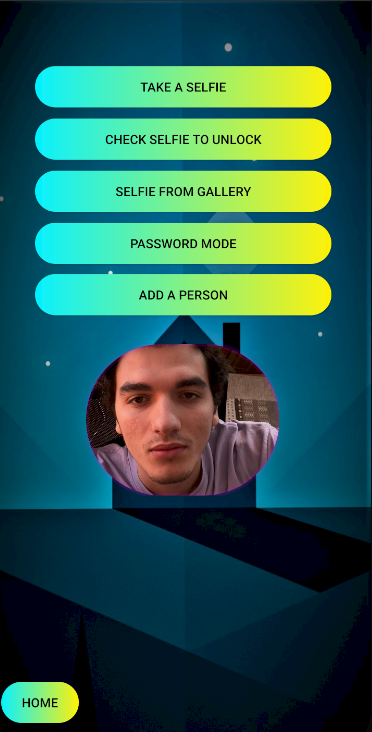 TAKE A SELFIE
CHECK SELFIE TO UNLOCK
SELFIE FROM GALLERY
PASSWORD MODE
ADD A PERSON
HOME